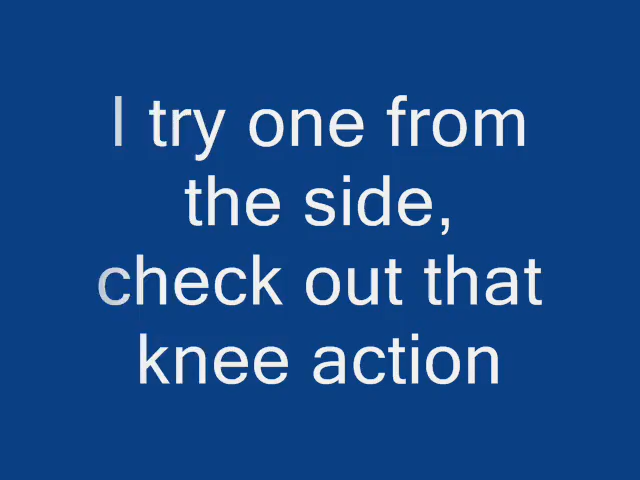 I try one from
the side,
check out that
knee action